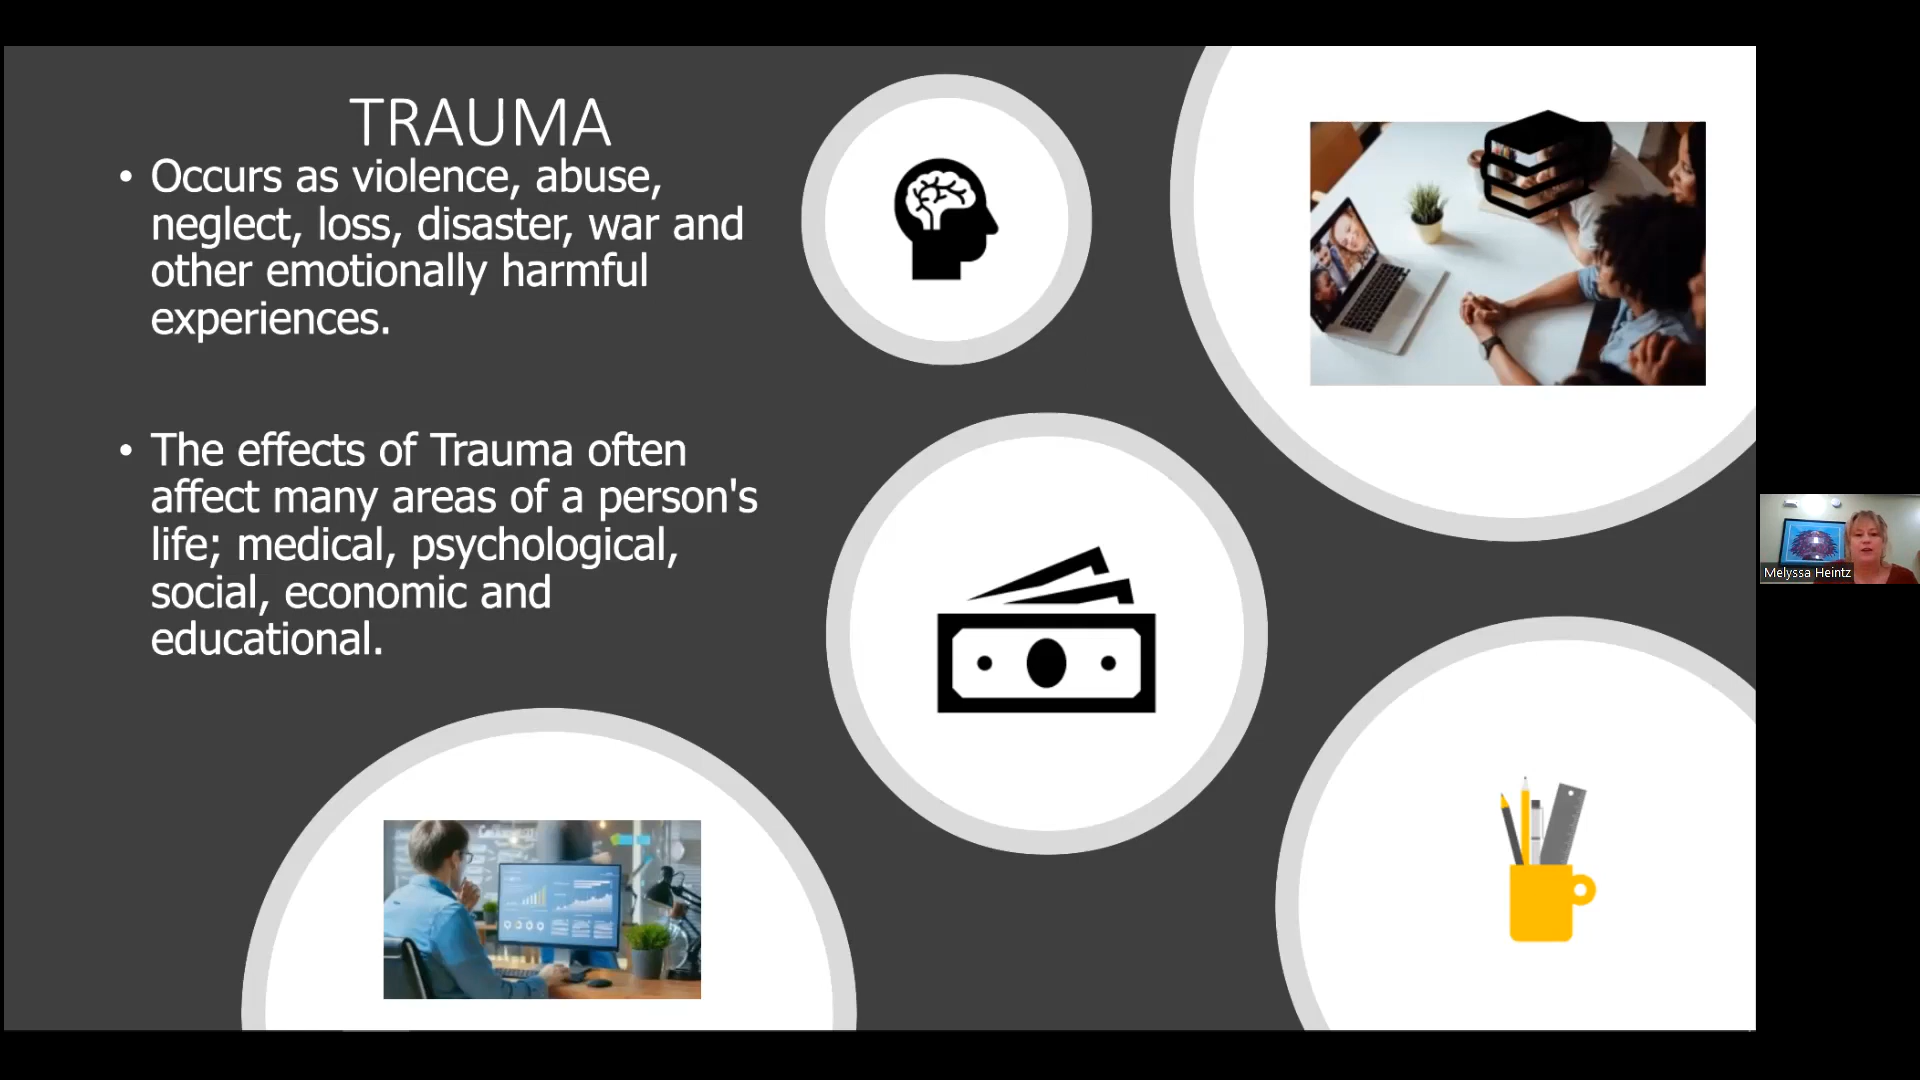 TRAUMA
• Occurs as violence, abuse,
neglect, loss, disaster, war and
other emotionally harmful
experiences.
• The effects of Trauma often
affect many areas of a person's
life; medical, psychological,
social, economic and
educational.
Melyssa Heintz